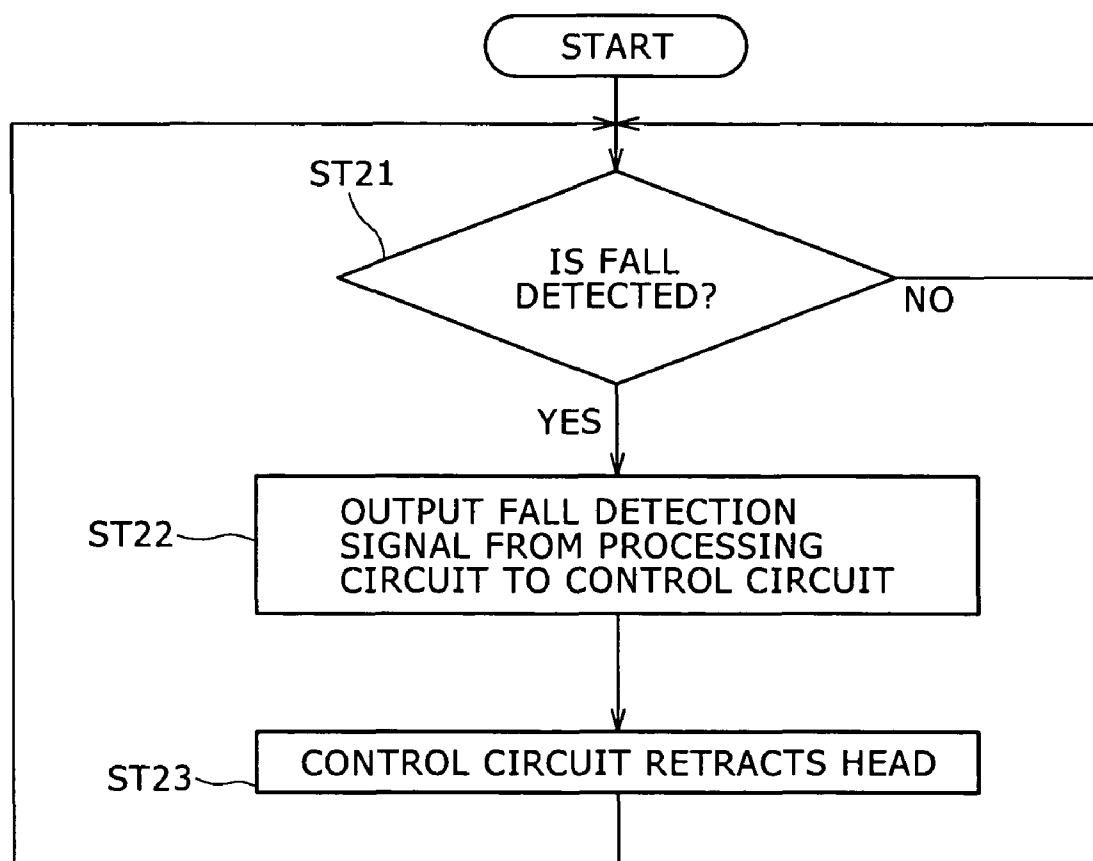 START
ST21
IS FALL
DETECTED?
NO
YES
ST22
OUTPUT FALL DETECTION
SIGNAL FROM PROCESSING
CIRCUIT TO CONTROL CIRCUIT
ST23
CONTROL CIRCUIT RETRACTS HEAD